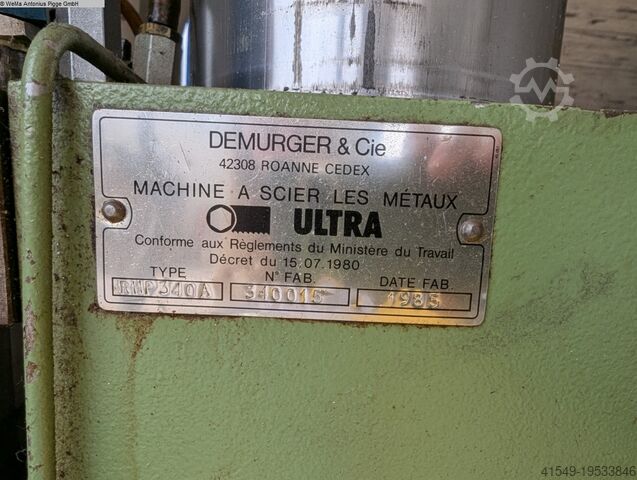 © WeMa Antonius Pigge GmbH
DEMURGER & Cie
42308 ROANNE CEDEX
MACHINE A SCIER LES MÉTAUX
ULTRA
Conforme aux Règlements du Ministère du Travail
Décret du 15.07.1980
TYPE N° FAB. DATE FAB.
340A 340015 1985
41549-19533846